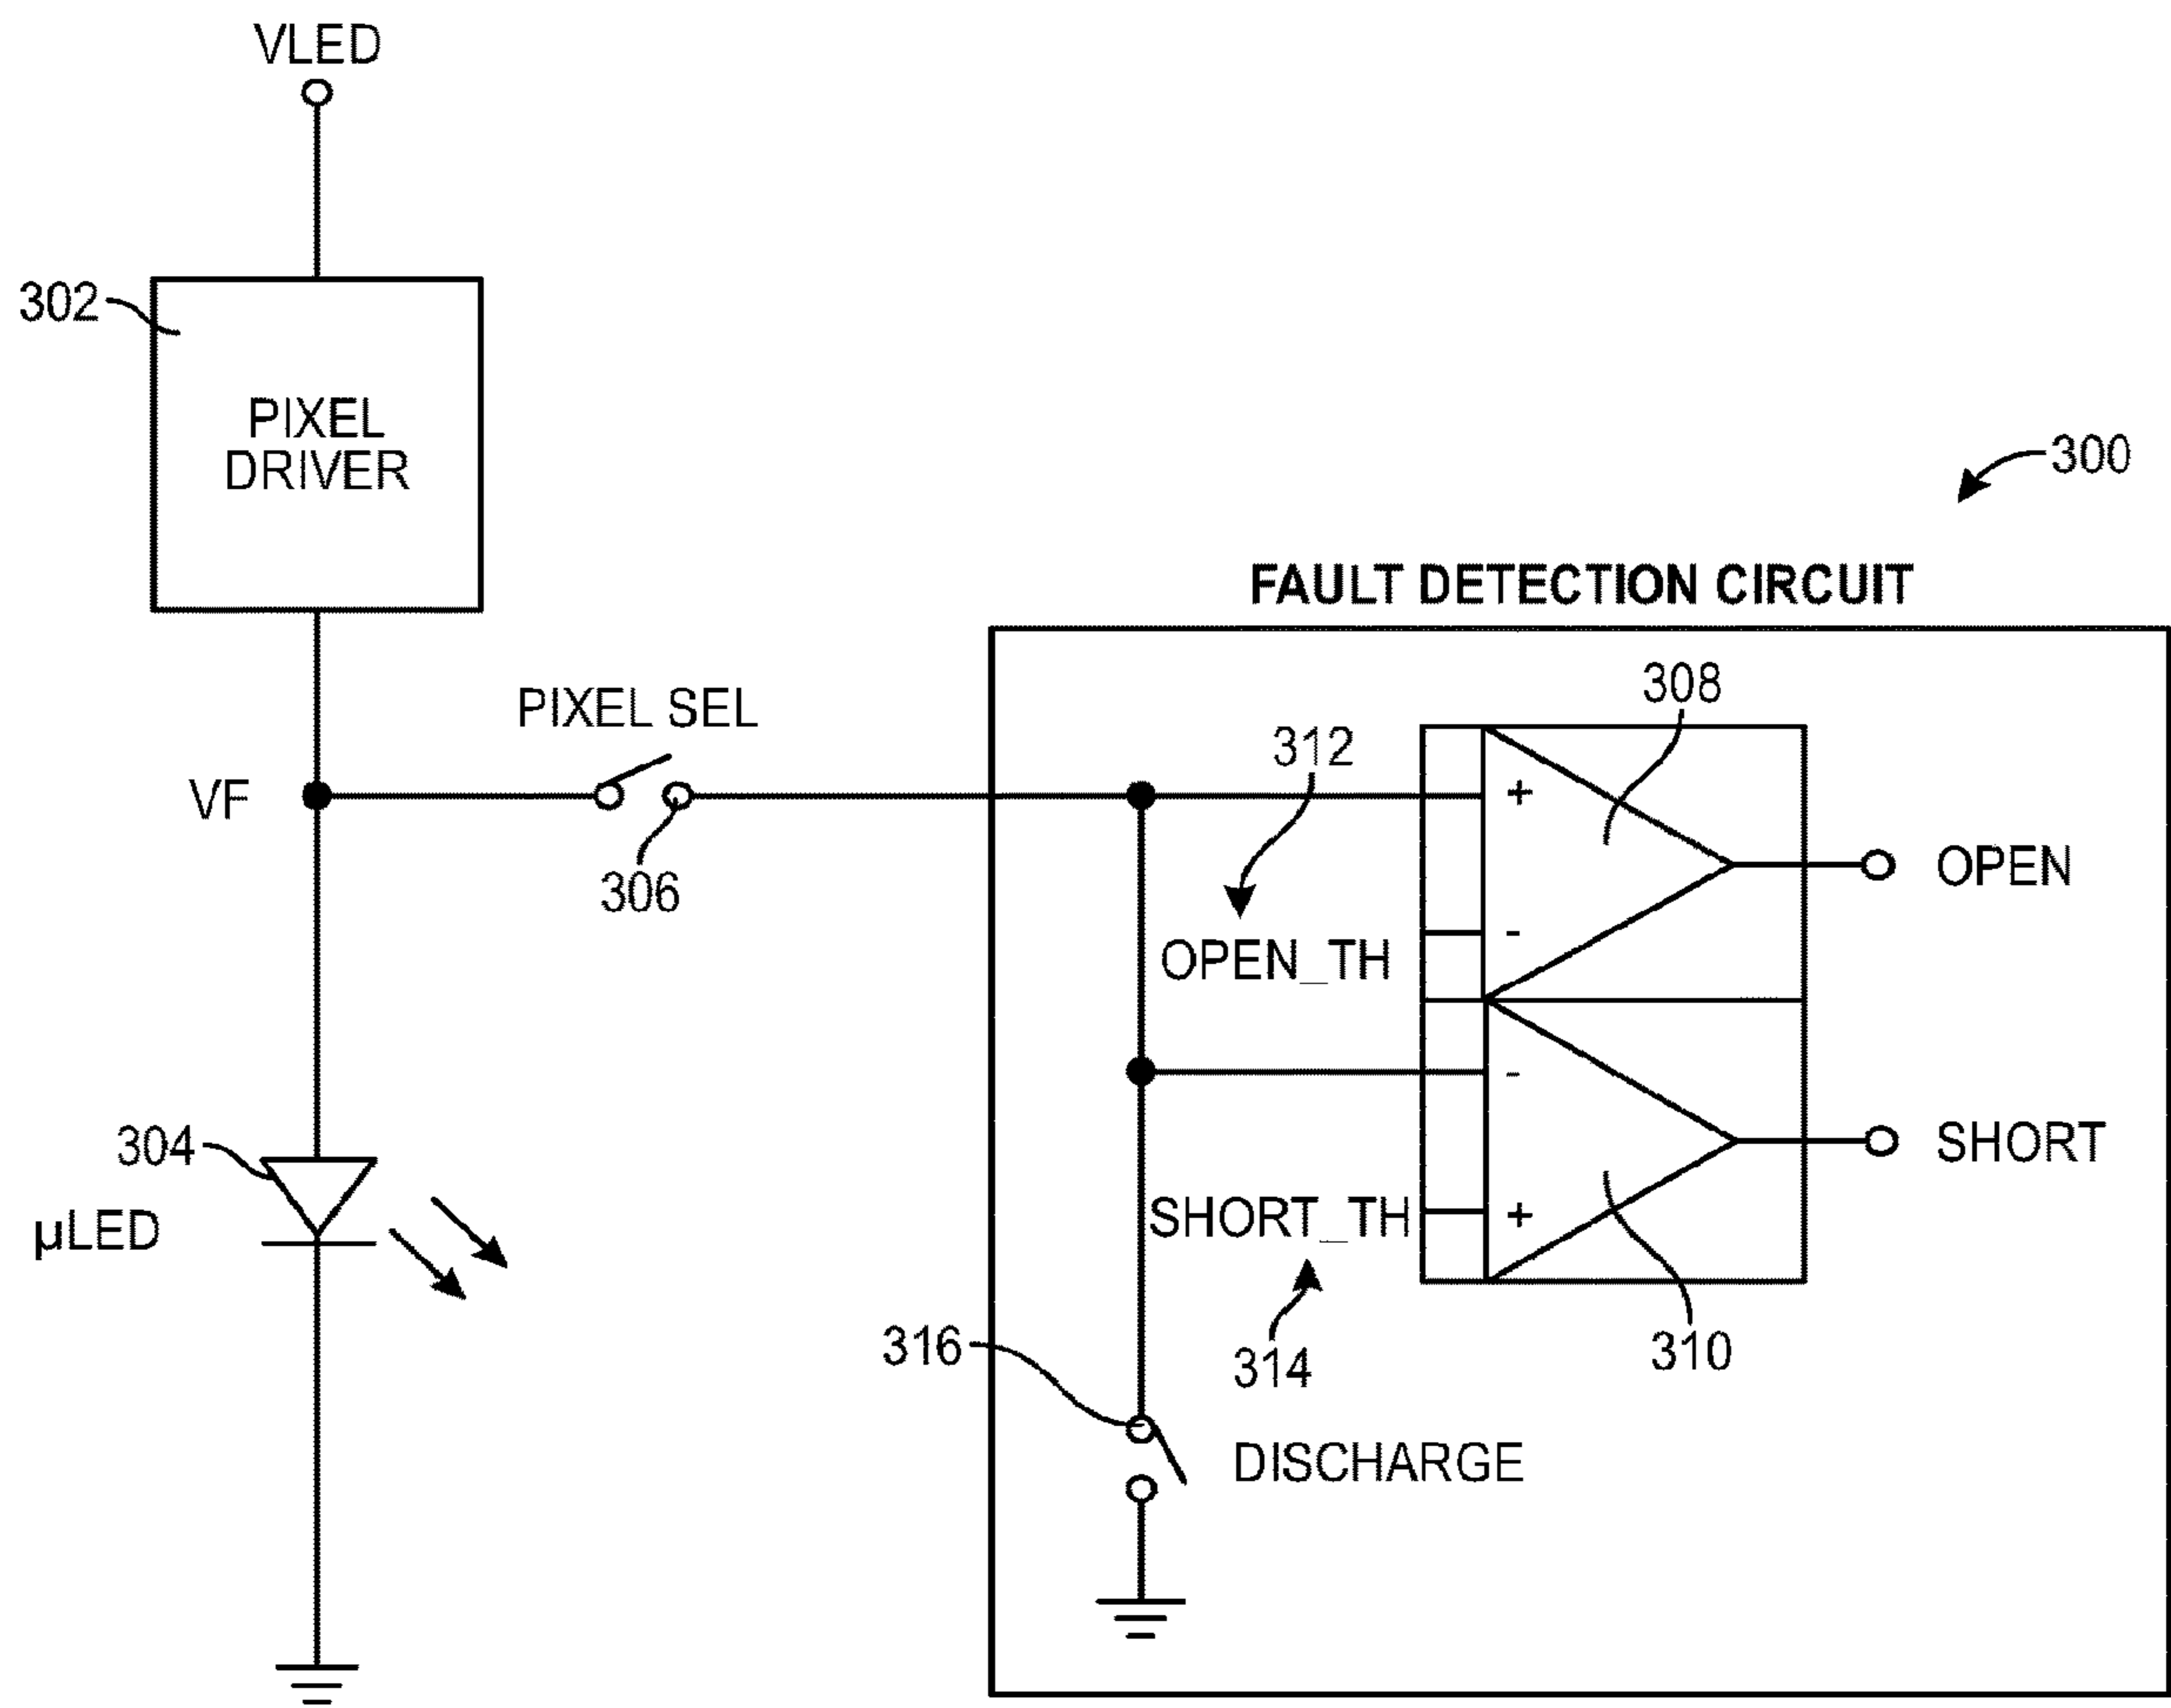 VLED
302
PIXEL
DRIVER
300
FAULT DETECTION CIRCUIT
308
PIXEL SEL
312
VF
+
306
OPEN
-
OPEN_TH
-
304
SHORT
µLED
SHORT_TH
+
316
314
310
DISCHARGE